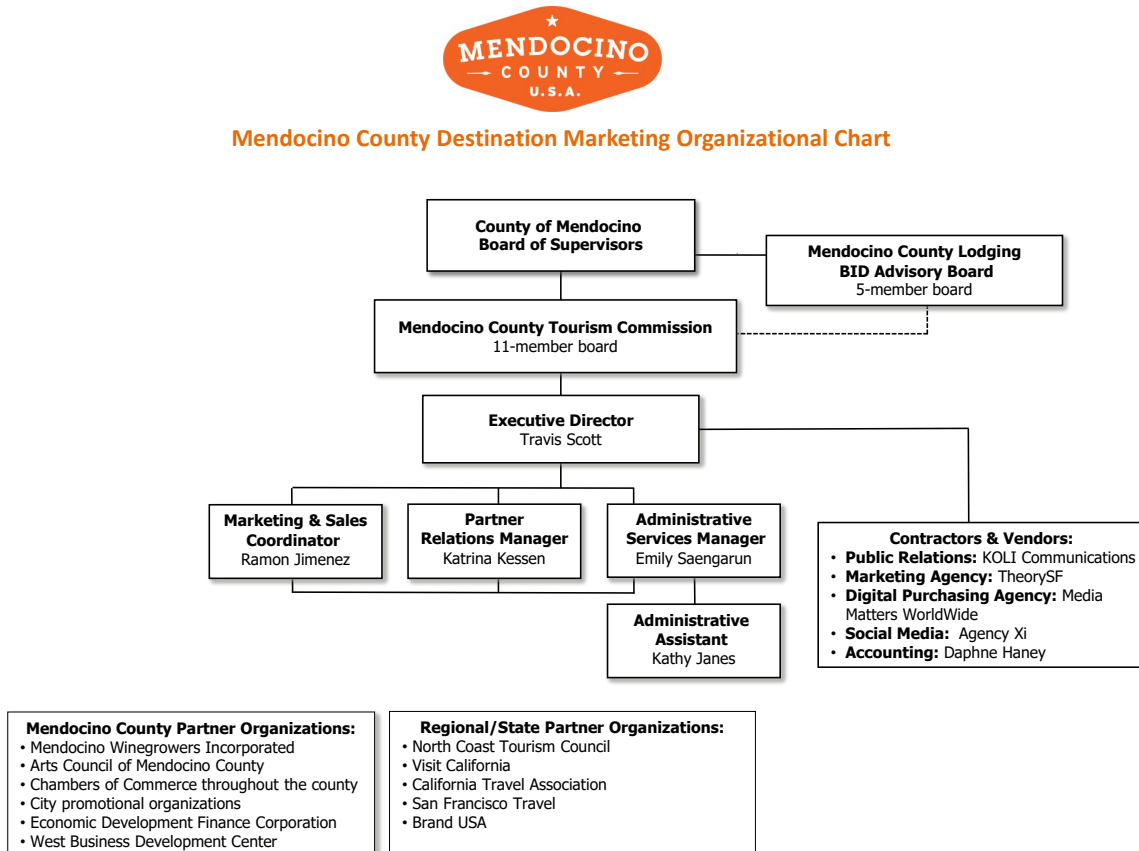 MENDOCINO
COUNTY
U.S.A.
Mendocino County Destination Marketing Organizational Chart
County of Mendocino
Board of Supervisors
Mendocino County Lodging
BID Advisory Board
5-member board
Mendocino County Tourism Commission
11-member board
Executive Director
Travis Scott
Marketing & Sales
Coordinator
Ramon Jimenez
Partner
Relations Manager
Katrina Kessen
Administrative
Services Manager
Emily Saengarun
Contractors & Vendors:
• Public Relations: KOLI Communications
• Marketing Agency: TheorySF
• Digital Purchasing Agency: Media
Matters WorldWide
• Social Media: Agency Xi
• Accounting: Daphne Haney
Administrative
Assistant
Kathy Janes
Mendocino County Partner Organizations:
• Mendocino Winegrowers Incorporated
• Arts Council of Mendocino County
• Chambers of Commerce throughout the county
• City promotional organizations
• Economic Development Finance Corporation
• West Business Development Center
Regional/State Partner Organizations:
• North Coast Tourism Council
• Visit California
• California Travel Association
• San Francisco Travel
• Brand USA